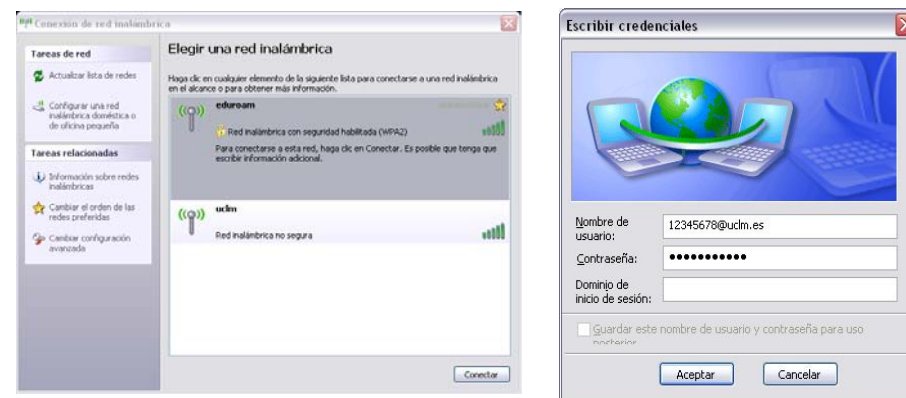 Conexión de red inalámbrica
Tareas de red
Actualizar lista de redes
Configurar una red
inalámbrica doméstica o
de oficina pequeña
Tareas relacionadas
Información sobre redes
inalámbricas
Cambiar el orden de las
redes preferidas
Cambiar configuración
avanzada
Elegir una red inalámbrica
Haga clic en cualquier elemento de la siguiente lista para conectarse a una red inalámbrica
en el alcance o para obtener más información.
eduroam
Red inalámbrica con seguridad habilitada (WPA2)
Para conectarse a esta red, haga clic en Conectar. Es posible que tenga que
escribir información adicional.
uclm
Red inalámbrica no segura
Conectar
Escribir credenciales
Nombre de
usuario:
12345678@uclm.es
Contraseña:
•••••••••••
Dominio de
inicio de sesión:
Guardar este nombre de usuario y contraseña para uso
posterior
Aceptar
Cancelar